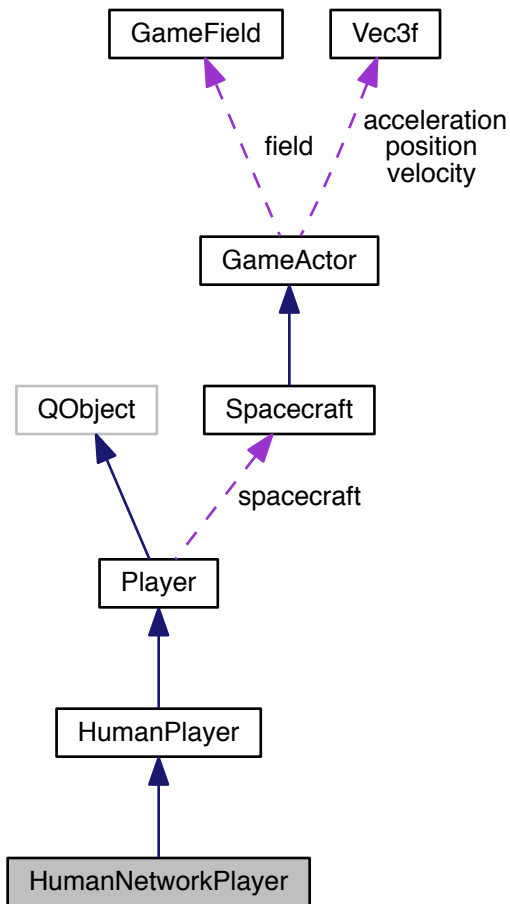 GameField
Vec3f
field
acceleration
position
velocity
GameActor
QObject
Spacecraft
spacecraft
Player
HumanPlayer
HumanNetworkPlayer